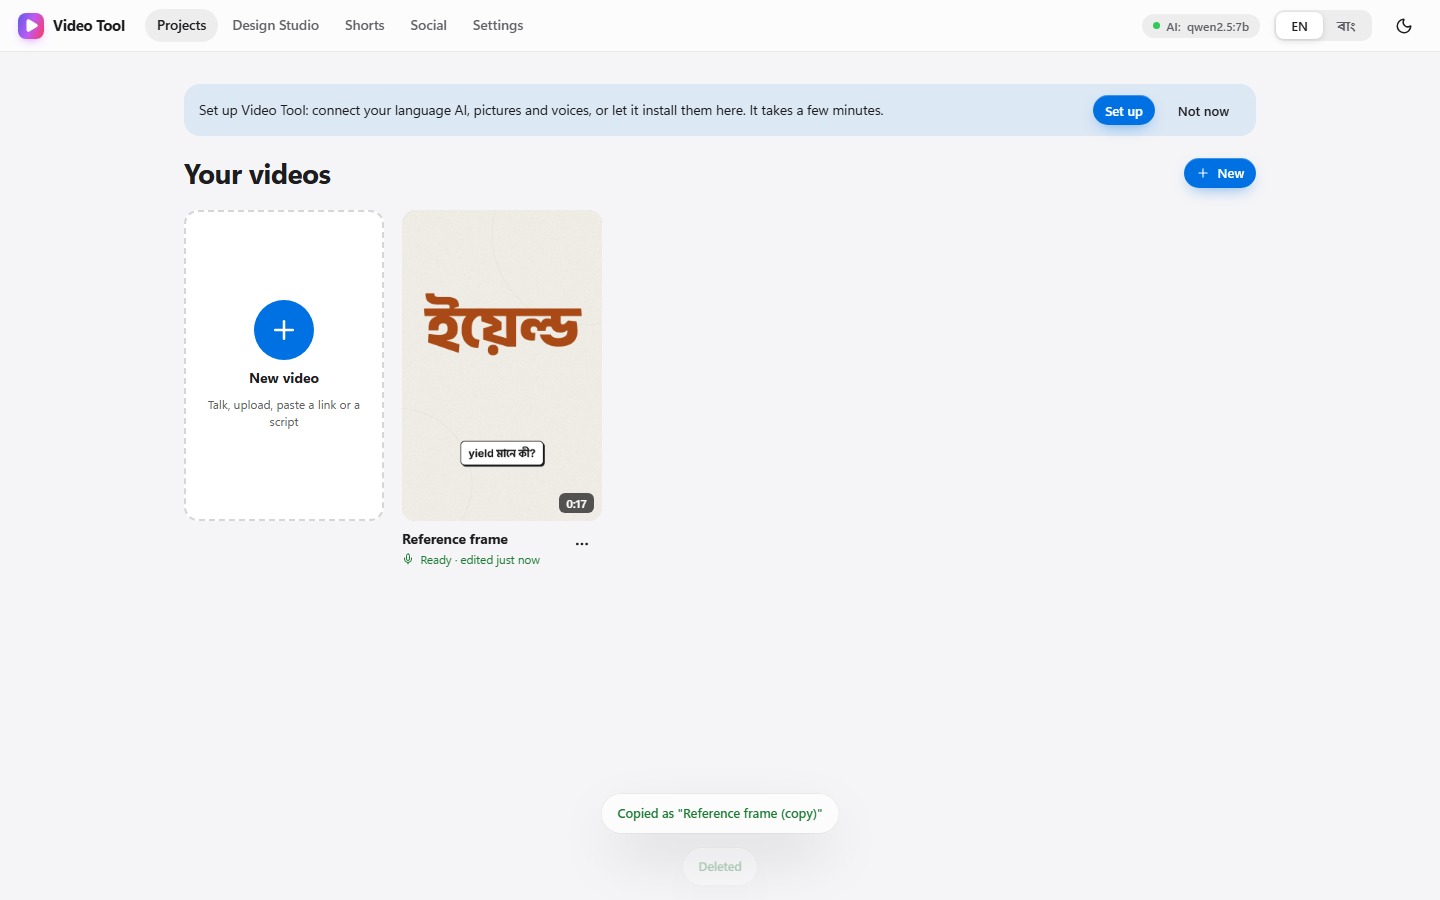 Video Tool
Projects
Design Studio
Shorts
Social
Settings
AI: qwen2.5:7b
EN
বাং
Set up Video Tool: connect your language AI, pictures and voices, or let it install them here. It takes a few minutes.
Set up
Not now
Your videos
+ New
New video
Talk, upload, paste a link or a
script
ইয়েল্ড
yield মানে কী?
0:17
Reference frame
...
Ready · edited just now
Copied as "Reference frame (copy)"
Deleted